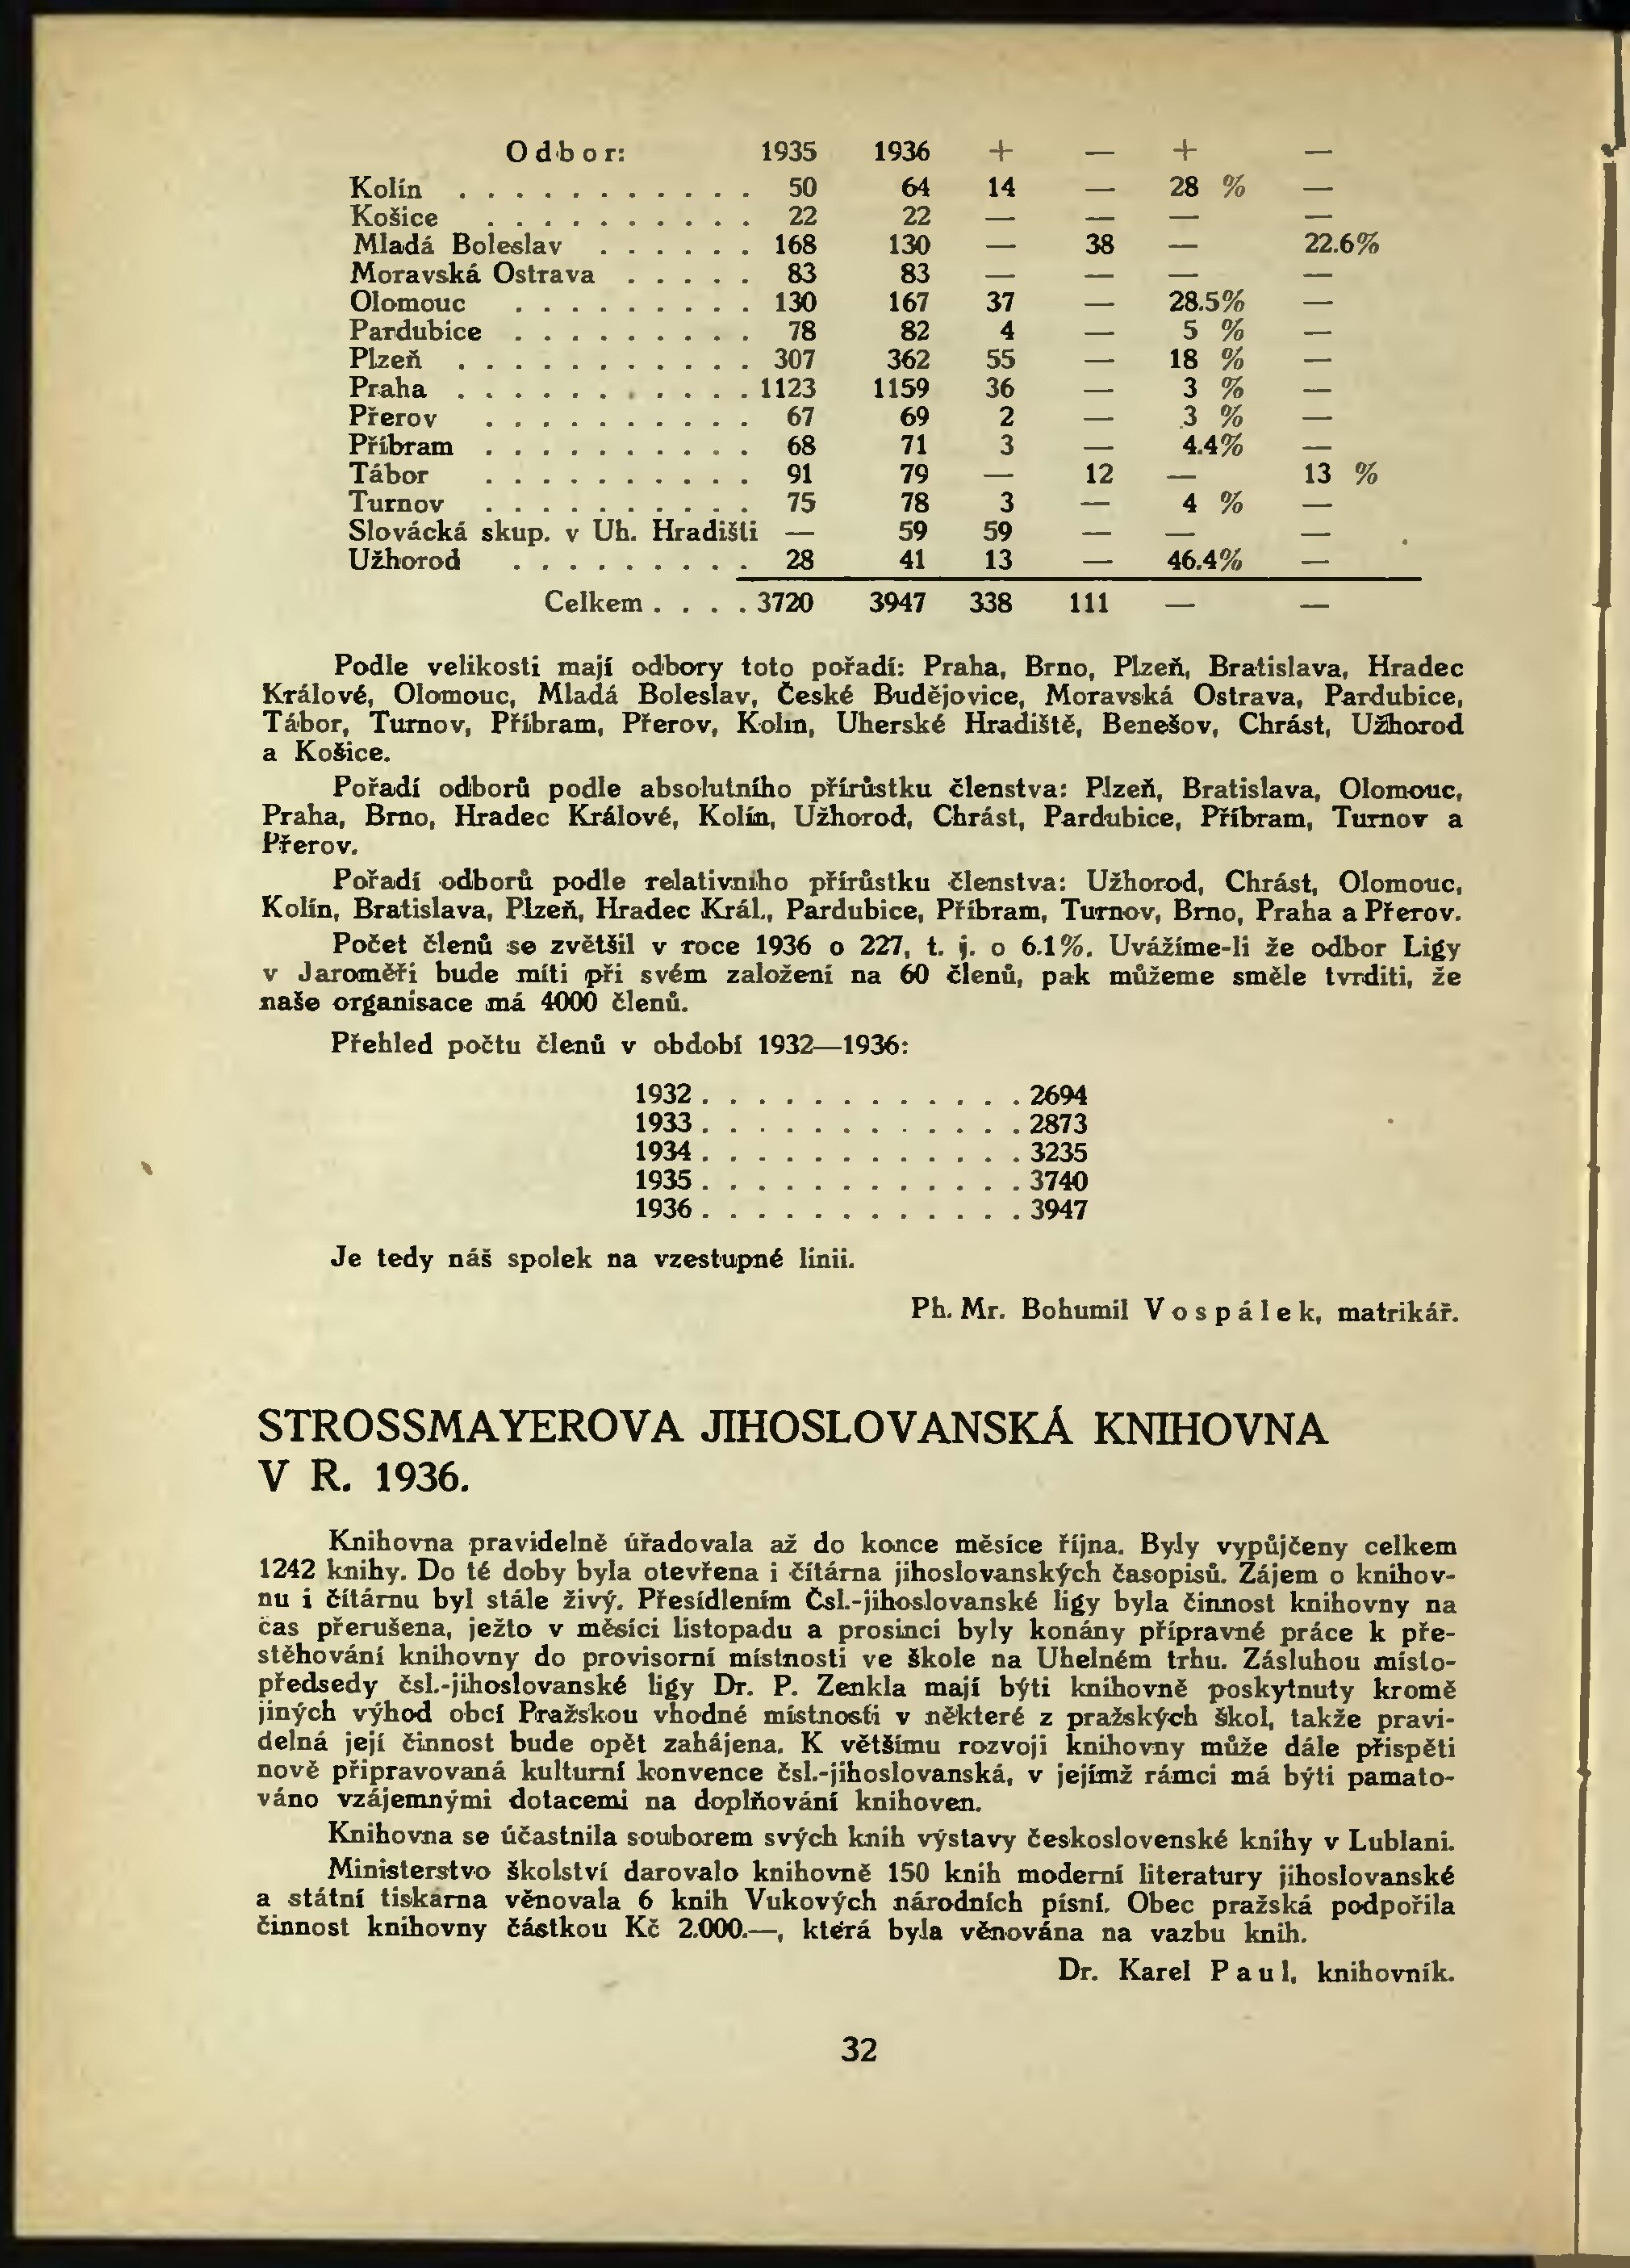 Odbor: 1935 1936 + — + —
Kolín . . . . . . . . . . . 50 64 14 — 28 % —
Košice . . . . . . . . . . 22 22 — — — —
Mladá Boleslav . . . . . . 168 130 — 38 — 22.6%
Moravská Ostrava . . . . . 83 83 — — — —
Olomouc . . . . . . . . . 130 167 37 — 28.5% —
Pardubice . . . . . . . . . 78 82 4 — 5 % —
Plzeň . . . . . . . . . . . 307 362 55 — 18 % —
Praha . . . . . . . . . . . 1123 1159 36 — 3 % —
Přerov . . . . . . . . . . 67 69 2 — 3 % —
Příbram . . . . . . . . . . 68 71 3 — 4.4% —
Tábor . . . . . . . . . . 91 79 — 12 — 13 %
Turnov . . . . . . . . . . 75 78 3 — 4 % —
Slovácká skup. v Uh. Hradišti — 59 59 — — —
Užhorod . . . . . . . . . 28 41 13 — 46.4% —
Celkem . . . . 3720 3947 338 111 — —
Podle velikosti mají odbory toto pořadí: Praha, Brno, Plzeň, Bratislava, Hradec
Králové, Olomouc, Mladá Boleslav, České Budějovice, Moravská Ostrava, Pardubice,
Tábor, Turnov, Příbram, Přerov, Kolín, Uherské Hradiště, Benešov, Chrást, Užhorod
a Košice.
Pořadí odborů podle absolutního přírůstku členstva: Plzeň, Bratislava, Olomouc,
Praha, Brno, Hradec Králové, Kolín, Užhorod, Chrást, Pardubice, Příbram, Turnov a
Přerov.
Pořadí odborů podle relativního přírůstku členstva: Užhorod, Chrást, Olomouc,
Kolín, Bratislava, Plzeň, Hradec Král., Pardubice, Příbram, Turnov, Brno, Praha a Přerov.
Počet členů se zvětšil v roce 1936 o 227, t. j. o 6.1%. Uvážíme-li že odbor Ligy
v Jaroměři bude míti při svém založení na 60 členů, pak můžeme směle tvrditi, že
naše organisace má 4000 členů.
Přehled počtu členů v období 1932—1936:
1932 . . . . . . . . . . . . 2694
1933 . . . . . . . . . . . . 2873
1934 . . . . . . . . . . . . 3235
1935 . . . . . . . . . . . . 3740
1936 . . . . . . . . . . . . 3947
Je tedy náš spolek na vzestupné linii.
Ph. Mr. Bohumil Vospálek, matrikář.
STROSSMAYEROVA JIHOSLOVANSKÁ KNIHOVNA
V R. 1936.
Knihovna pravidelně úřadovala až do konce měsíce října. Byly vypůjčeny celkem
1242 knihy. Do té doby byla otevřena i čítárna jihoslovanských časopisů. Zájem o knihov-
nu i čítárnu byl stále živý. Přesídlením Čsl.-jihoslovanské ligy byla činnost knihovny na
čas přerušena, ježto v měsíci listopadu a prosinci byly konány přípravné práce k pře-
stěhování knihovny do provisorní místnosti ve škole na Uhelném trhu. Zásluhou místo-
předsedy čsl.-jihoslovanské ligy Dr. P. Zenkla mají býti knihovně poskytnuty kromě
jiných výhod obcí Pražskou vhodné místnosti v některé z pražských škol, takže pravi-
delná její činnost bude opět zahájena. K většímu rozvoji knihovny může dále přispěti
nově připravovaná kulturní konvence čsl.-jihoslovanská, v jejímž rámci má býti pamato-
váno vzájemnými dotacemi na doplňování knihoven.
Knihovna se účastnila souborem svých knih výstavy československé knihy v Lublani.
Ministerstvo školství darovalo knihovně 150 knih moderní literatury jihoslovanské
a státní tiskárna věnovala 6 knih Vukových národních písní. Obec pražská podpořila
činnost knihovny částkou Kč 2.000.—, která byla věnována na vazbu knih.
Dr. Karel Paul, knihovník.
32